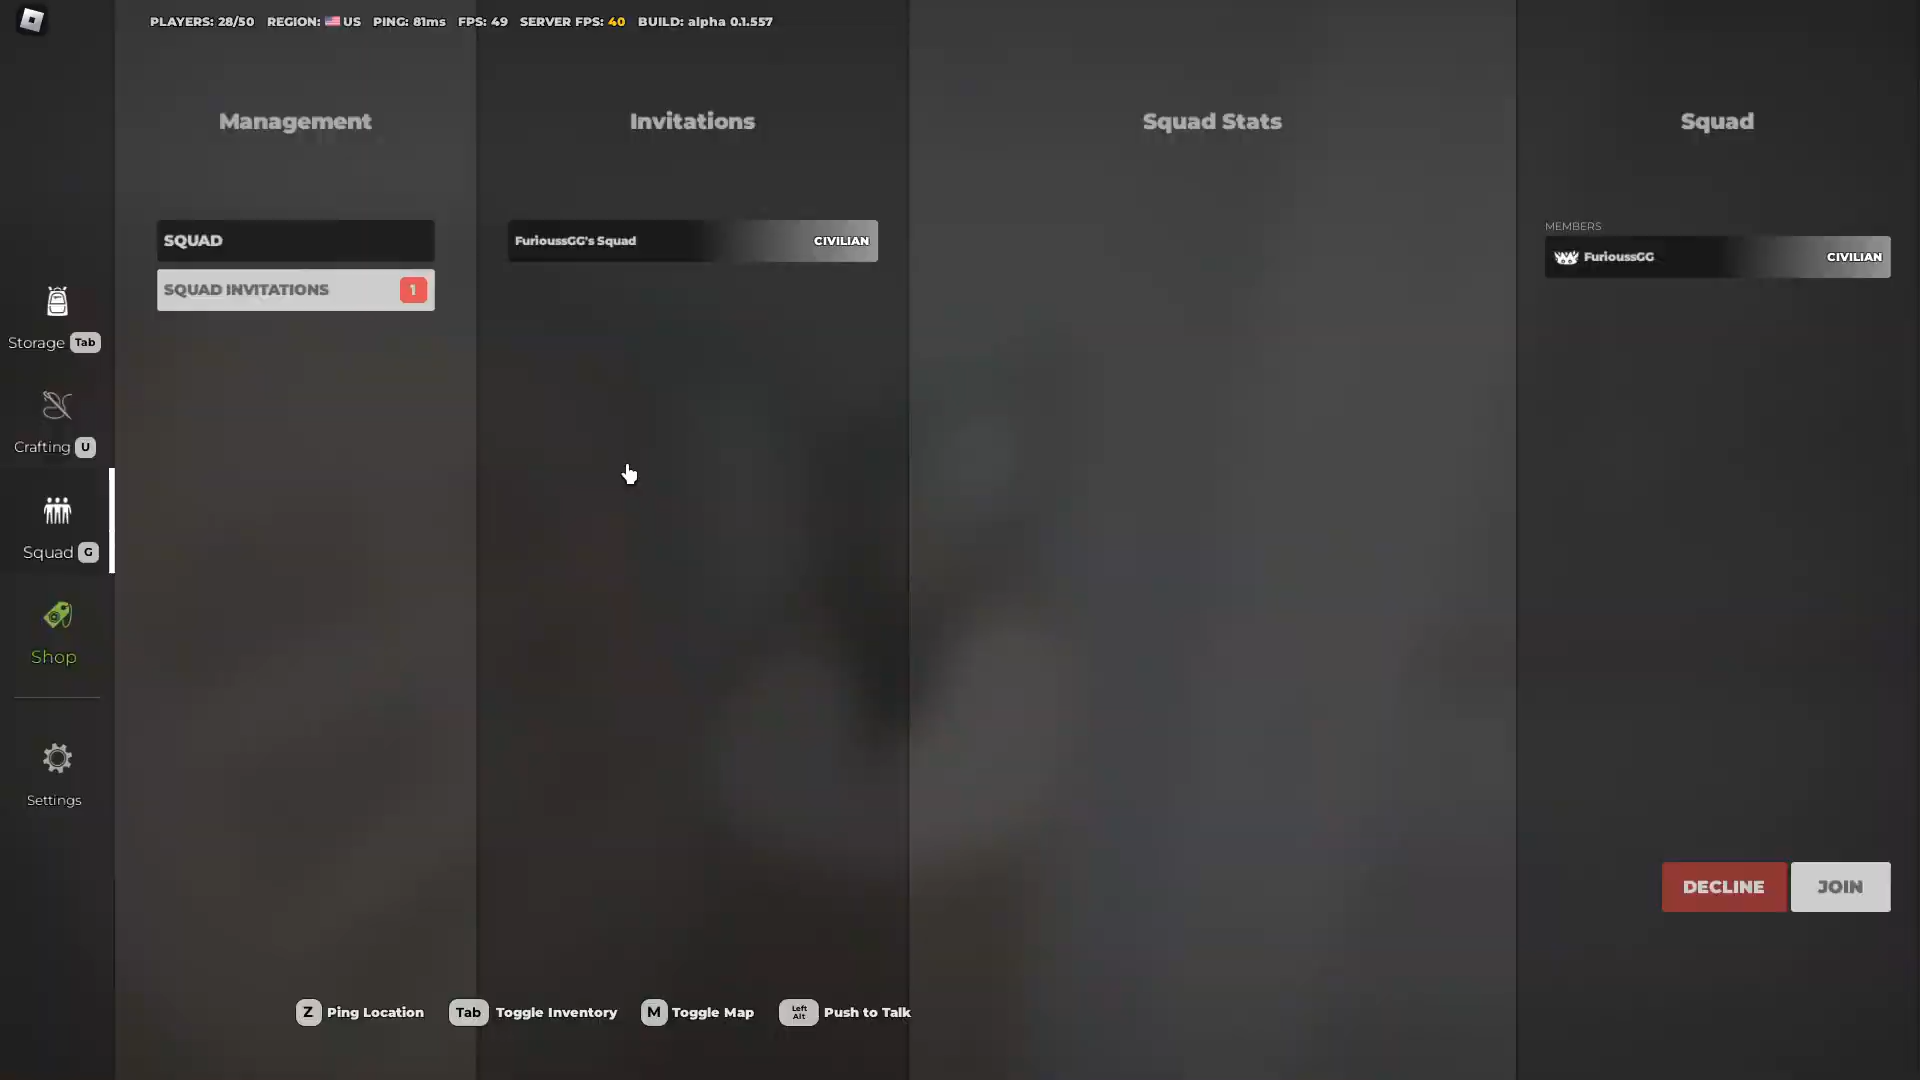 PLAYERS: 28/50 REGION: US PING: 81ms FPS: 49 SERVER FPS: 40 BUILD: alpha 0.1.557
Management
Invitations
Squad Stats
Squad
SQUAD
SQUAD INVITATIONS 1
FurioussGG's Squad CIVILIAN
MEMBERS
FurioussGG CIVILIAN
Storage Tab
Crafting U
Squad G
Shop
Settings
DECLINE JOIN
Z Ping Location Tab Toggle Inventory M Toggle Map Left Alt Push to Talk